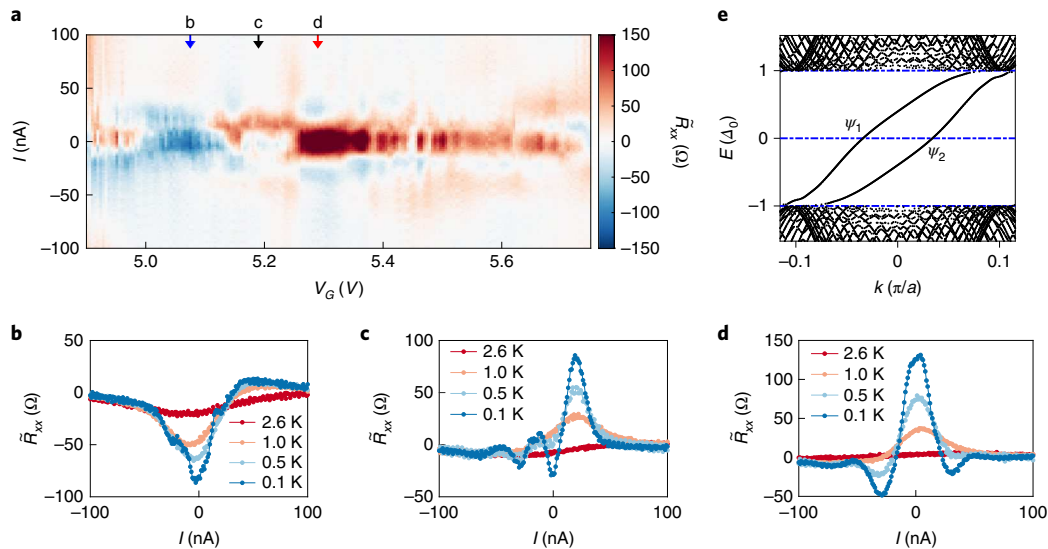 a
b
c
d
100
50
0
−50
−100
I (nA)
5.0
5.2
5.4
5.6
V_G (V)
150
100
50
0
−50
−100
−150
R̃_xx (Ω)
e
1
0
−1
E (Δ_0)
ψ_1
ψ_2
−0.1
0
0.1
k (π/a)
b
50
0
−50
−100
R̃_xx (Ω)
2.6 K
1.0 K
0.5 K
0.1 K
−100
0
100
I (nA)
c
100
50
0
−50
R̃_xx (Ω)
2.6 K
1.0 K
0.5 K
0.1 K
−100
0
100
I (nA)
d
150
100
50
0
−50
R̃_xx (Ω)
2.6 K
1.0 K
0.5 K
0.1 K
−100
0
100
I (nA)